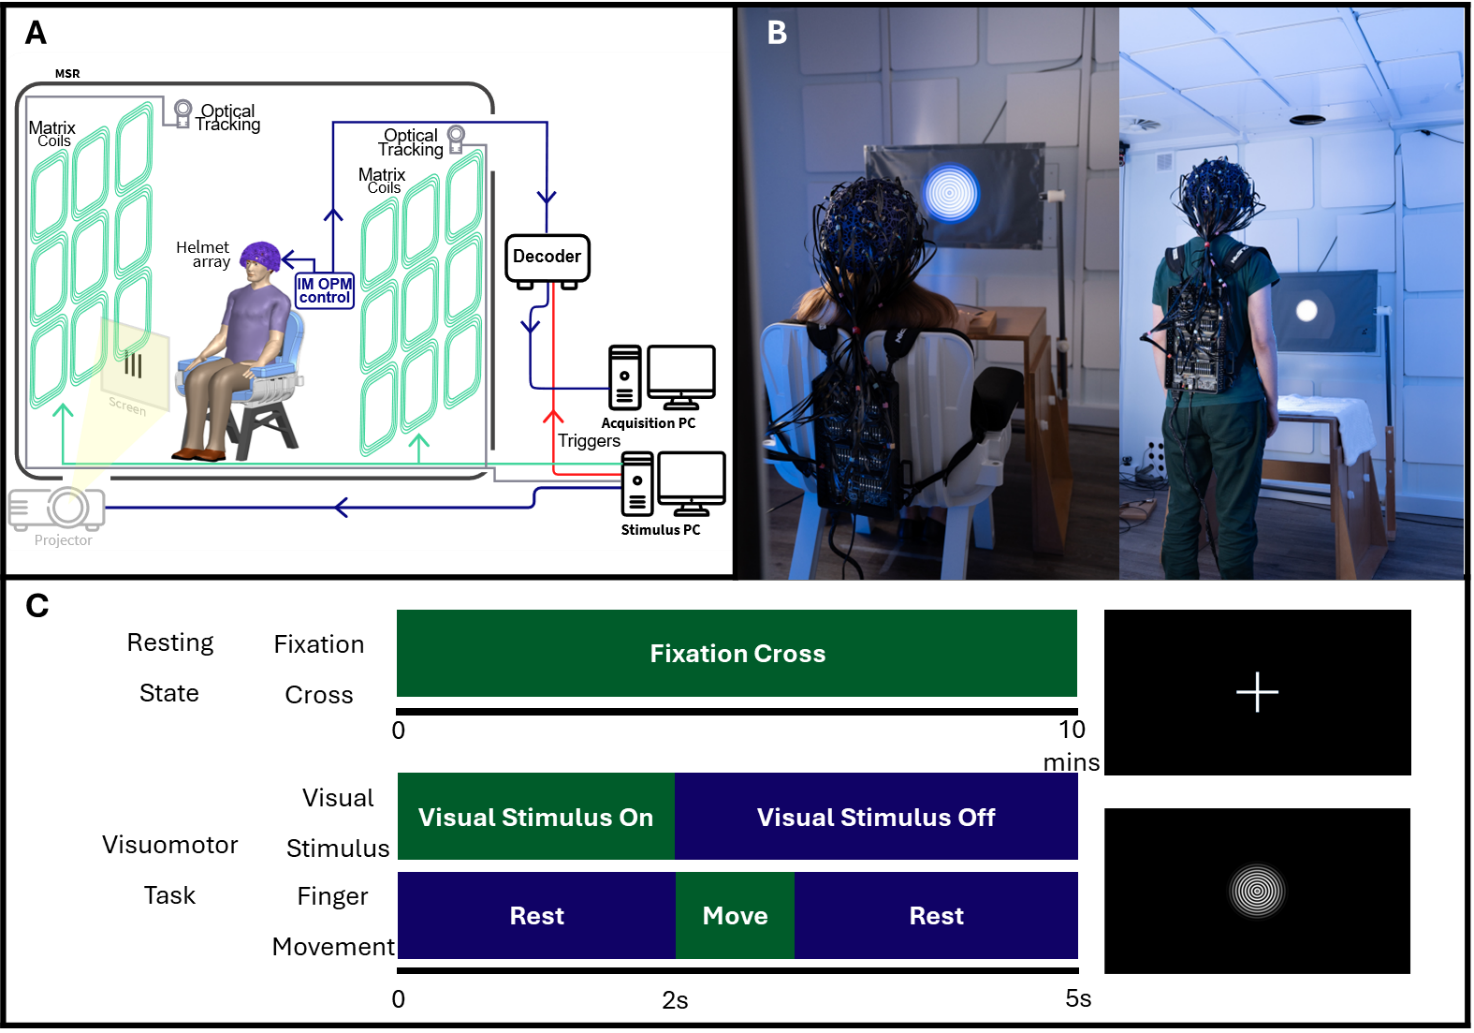 A
MSR
Optical
Tracking
Matrix
Coils
Optical
Tracking
Matrix
Coils
Helmet
array
IM OPM
control
Decoder
Screen
Acquisition PC
Triggers
Stimulus PC
Projector
B
C
Resting
State
Fixation
Cross
Fixation Cross
0
10
mins
Visuomotor
Task
Visual
Stimulus
Visual Stimulus On
Visual Stimulus Off
Finger
Movement
Rest
Move
Rest
0
2s
5s